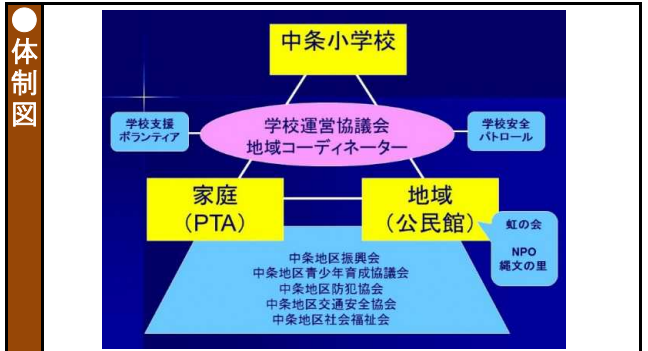 ●体制図
中条小学校
学校支援
ボランティア
学校運営協議会
地域コーディネーター
学校安全
パトロール
家庭
（PTA）
地域
（公民館）
虹の会
NPO
縄文の里
中条地区振興会
中条地区青少年育成協議会
中条地区防犯協会
中条地区交通安全協会
中条地区社会福祉会